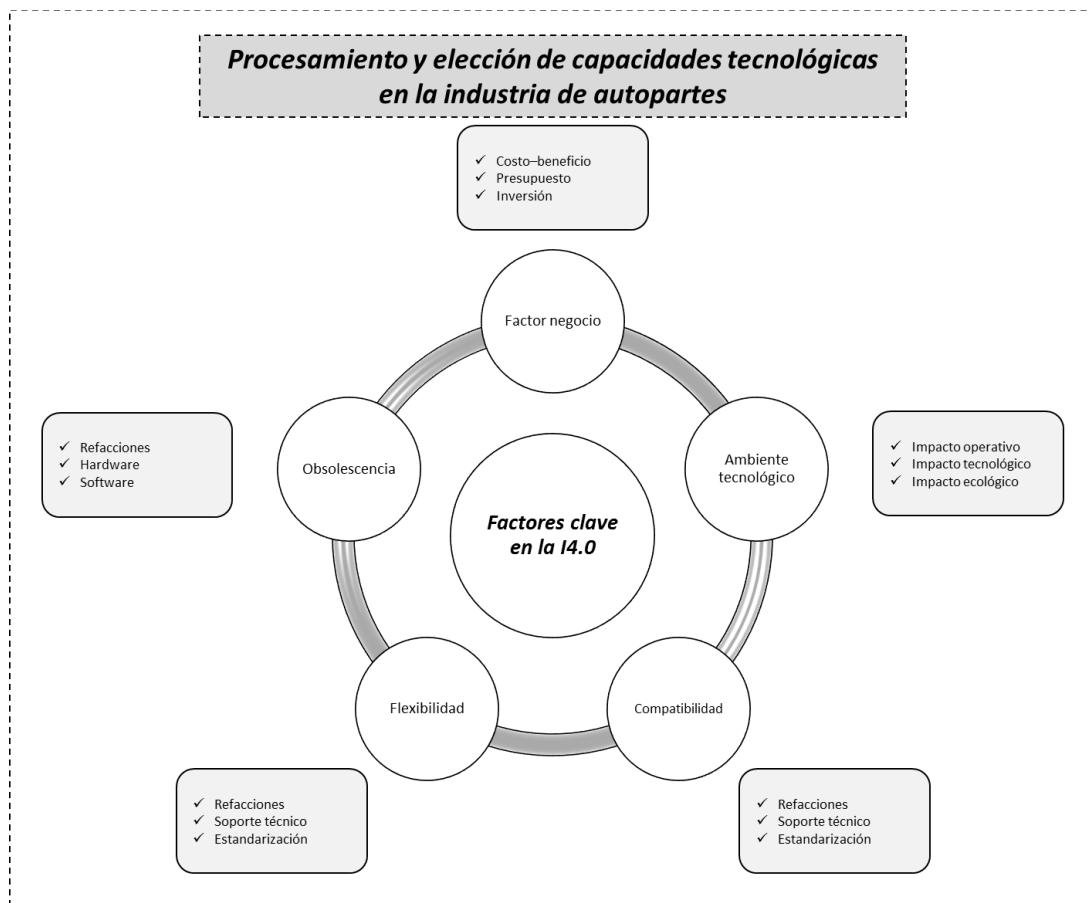 Procesamiento y elección de capacidades tecnológicas
en la industria de autopartes
✓ Costo–beneficio
✓ Presupuesto
✓ Inversión
Factor negocio
✓ Refacciones
✓ Hardware
✓ Software
Obsolescencia
Ambiente
tecnológico
✓ Impacto operativo
✓ Impacto tecnológico
✓ Impacto ecológico
Factores clave
en la I4.0
Flexibilidad
Compatibilidad
✓ Refacciones
✓ Soporte técnico
✓ Estandarización
✓ Refacciones
✓ Soporte técnico
✓ Estandarización